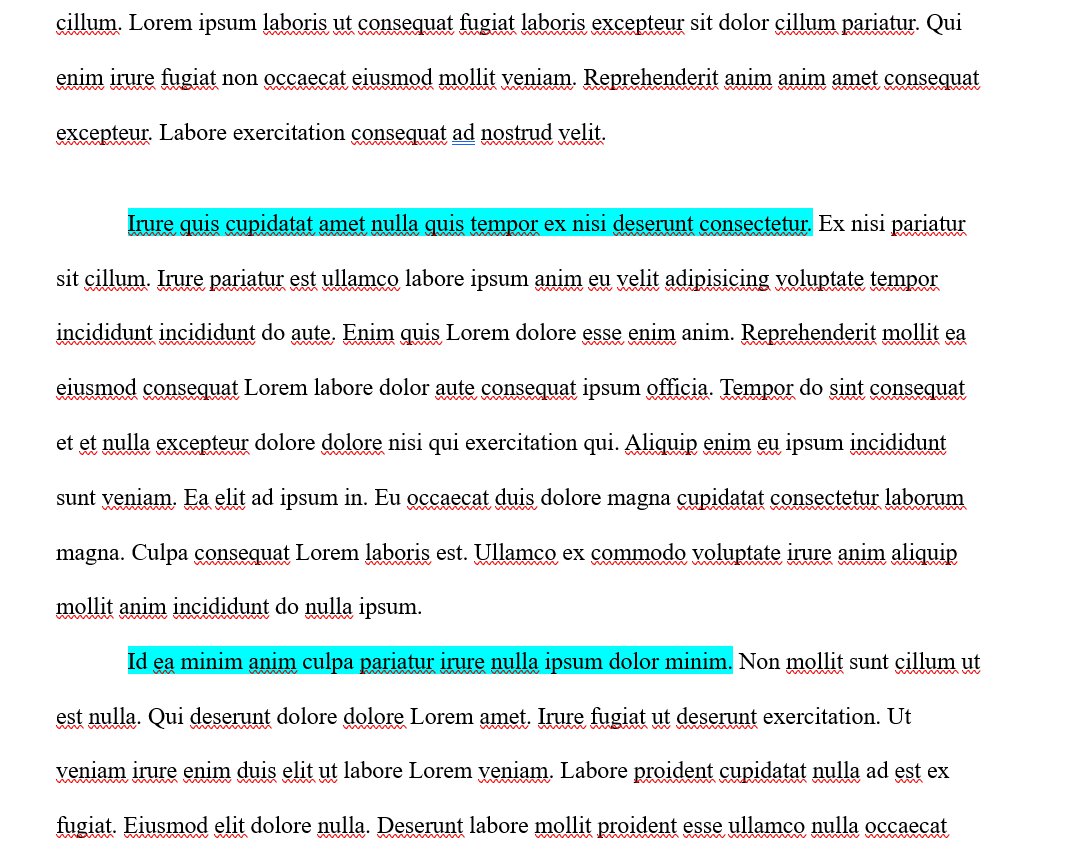 cillum. Lorem ipsum laboris ut consequat fugiat laboris excepteur sit dolor cillum pariatur. Qui
enim irure fugiat non occaecat eiusmod mollit veniam. Reprehenderit anim anim amet consequat
excepteur. Labore exercitation consequat ad nostrud velit.
Irure quis cupidatat amet nulla quis tempor ex nisi deserunt consectetur. Ex nisi pariatur
sit cillum. Irure pariatur est ullamco labore ipsum anim eu velit adipisicing voluptate tempor
incididunt incididunt do aute. Enim quis Lorem dolore esse enim anim. Reprehenderit mollit ea
eiusmod consequat Lorem labore dolor aute consequat ipsum officia. Tempor do sint consequat
et et nulla excepteur dolore dolore nisi qui exercitation qui. Aliquip enim eu ipsum incididunt
sunt veniam. Ea elit ad ipsum in. Eu occaecat duis dolore magna cupidatat consectetur laborum
magna. Culpa consequat Lorem laboris est. Ullamco ex commodo voluptate irure anim aliquip
mollit anim incididunt do nulla ipsum.
Id ea minim anim culpa pariatur irure nulla ipsum dolor minim. Non mollit sunt cillum ut
est nulla. Qui deserunt dolore dolore Lorem amet. Irure fugiat ut deserunt exercitation. Ut
veniam irure enim duis elit ut labore Lorem veniam. Labore proident cupidatat nulla ad est ex
fugiat. Eiusmod elit dolore nulla. Deserunt labore mollit proident esse ullamco nulla occaecat